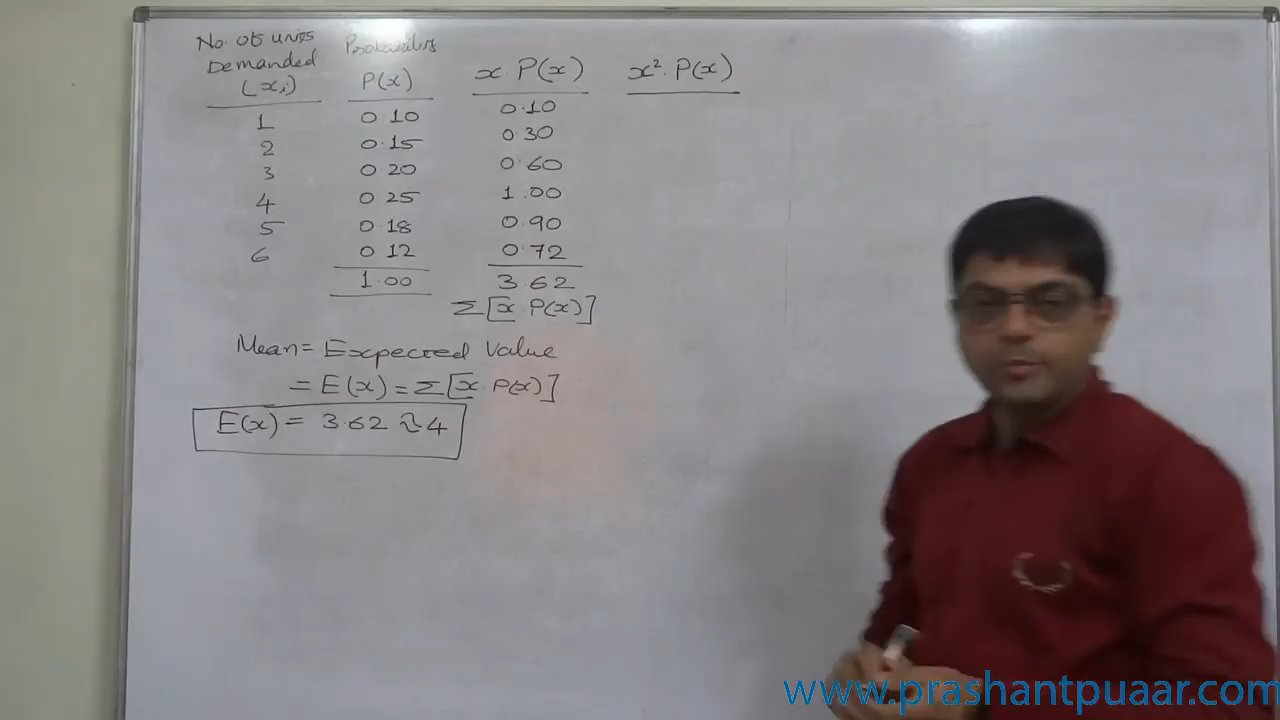 No. of units Probability
Demanded
(xᵢ) P(x) x·P(x) x²·P(x)
1 0.10 0.10
2 0.15 0.30
3 0.20 0.60
4 0.25 1.00
5 0.18 0.90
6 0.12 0.72
1.00 3.62
Σ[x·P(x)]
Mean = Expected Value
= E(x) = Σ[x·P(x)]
E(x) = 3.62 ≈ 4
www.prashantpuaar.com